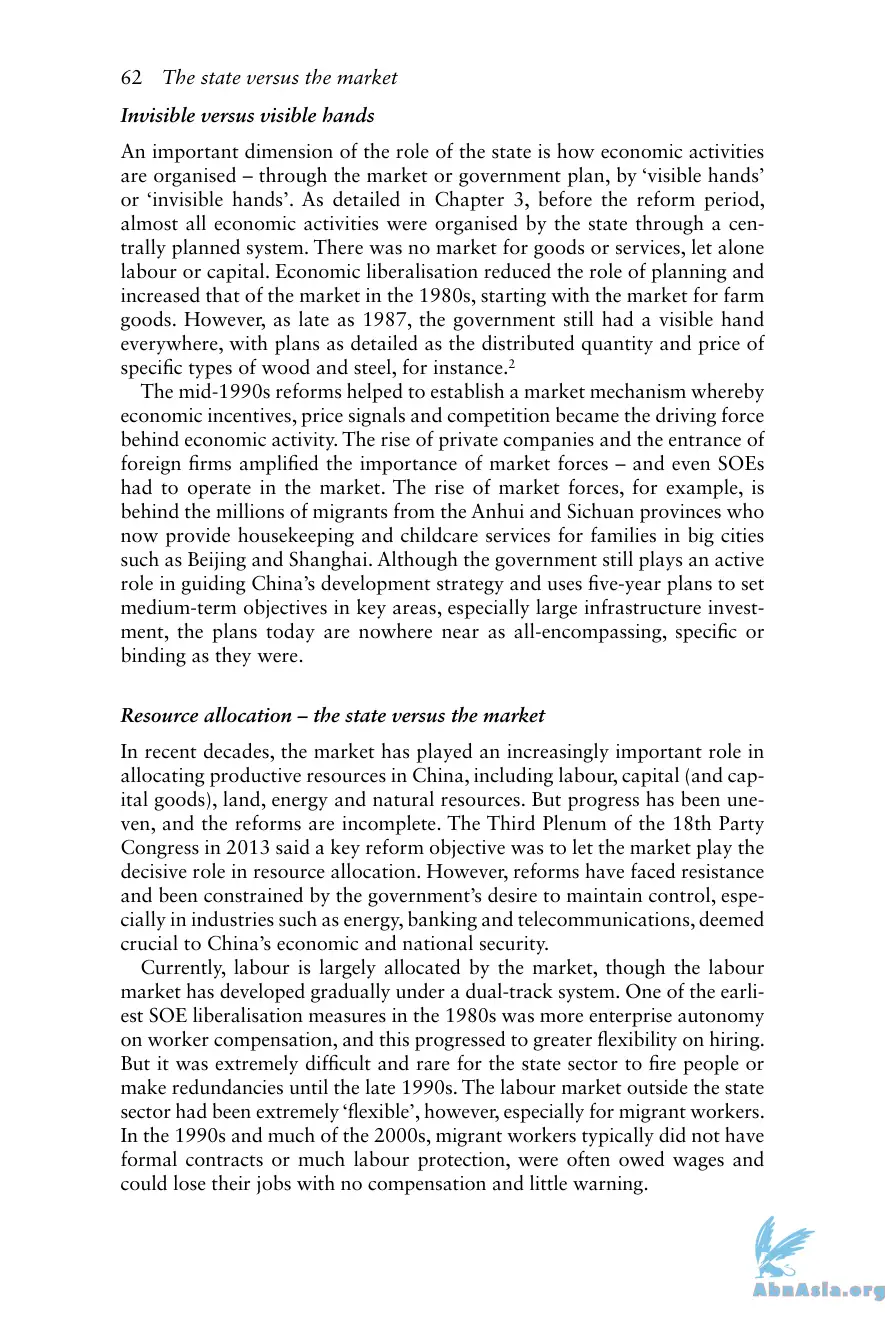 62 The state versus the market
Invisible versus visible hands
An important dimension of the role of the state is how economic activities
are organised – through the market or government plan, by ‘visible hands’
or ‘invisible hands’. As detailed in Chapter 3, before the reform period,
almost all economic activities were organised by the state through a cen-
trally planned system. There was no market for goods or services, let alone
labour or capital. Economic liberalisation reduced the role of planning and
increased that of the market in the 1980s, starting with the market for farm
goods. However, as late as 1987, the government still had a visible hand
everywhere, with plans as detailed as the distributed quantity and price of
specific types of wood and steel, for instance.²
The mid-1990s reforms helped to establish a market mechanism whereby
economic incentives, price signals and competition became the driving force
behind economic activity. The rise of private companies and the entrance of
foreign firms amplified the importance of market forces – and even SOEs
had to operate in the market. The rise of market forces, for example, is
behind the millions of migrants from the Anhui and Sichuan provinces who
now provide housekeeping and childcare services for families in big cities
such as Beijing and Shanghai. Although the government still plays an active
role in guiding China’s development strategy and uses five-year plans to set
medium-term objectives in key areas, especially large infrastructure invest-
ment, the plans today are nowhere near as all-encompassing, specific or
binding as they were.
Resource allocation – the state versus the market
In recent decades, the market has played an increasingly important role in
allocating productive resources in China, including labour, capital (and cap-
ital goods), land, energy and natural resources. But progress has been une-
ven, and the reforms are incomplete. The Third Plenum of the 18th Party
Congress in 2013 said a key reform objective was to let the market play the
decisive role in resource allocation. However, reforms have faced resistance
and been constrained by the government’s desire to maintain control, espe-
cially in industries such as energy, banking and telecommunications, deemed
crucial to China’s economic and national security.
Currently, labour is largely allocated by the market, though the labour
market has developed gradually under a dual-track system. One of the earli-
est SOE liberalisation measures in the 1980s was more enterprise autonomy
on worker compensation, and this progressed to greater flexibility on hiring.
But it was extremely difficult and rare for the state sector to fire people or
make redundancies until the late 1990s. The labour market outside the state
sector had been extremely ‘flexible’, however, especially for migrant workers.
In the 1990s and much of the 2000s, migrant workers typically did not have
formal contracts or much labour protection, were often owed wages and
could lose their jobs with no compensation and little warning.
AbnAsia.org